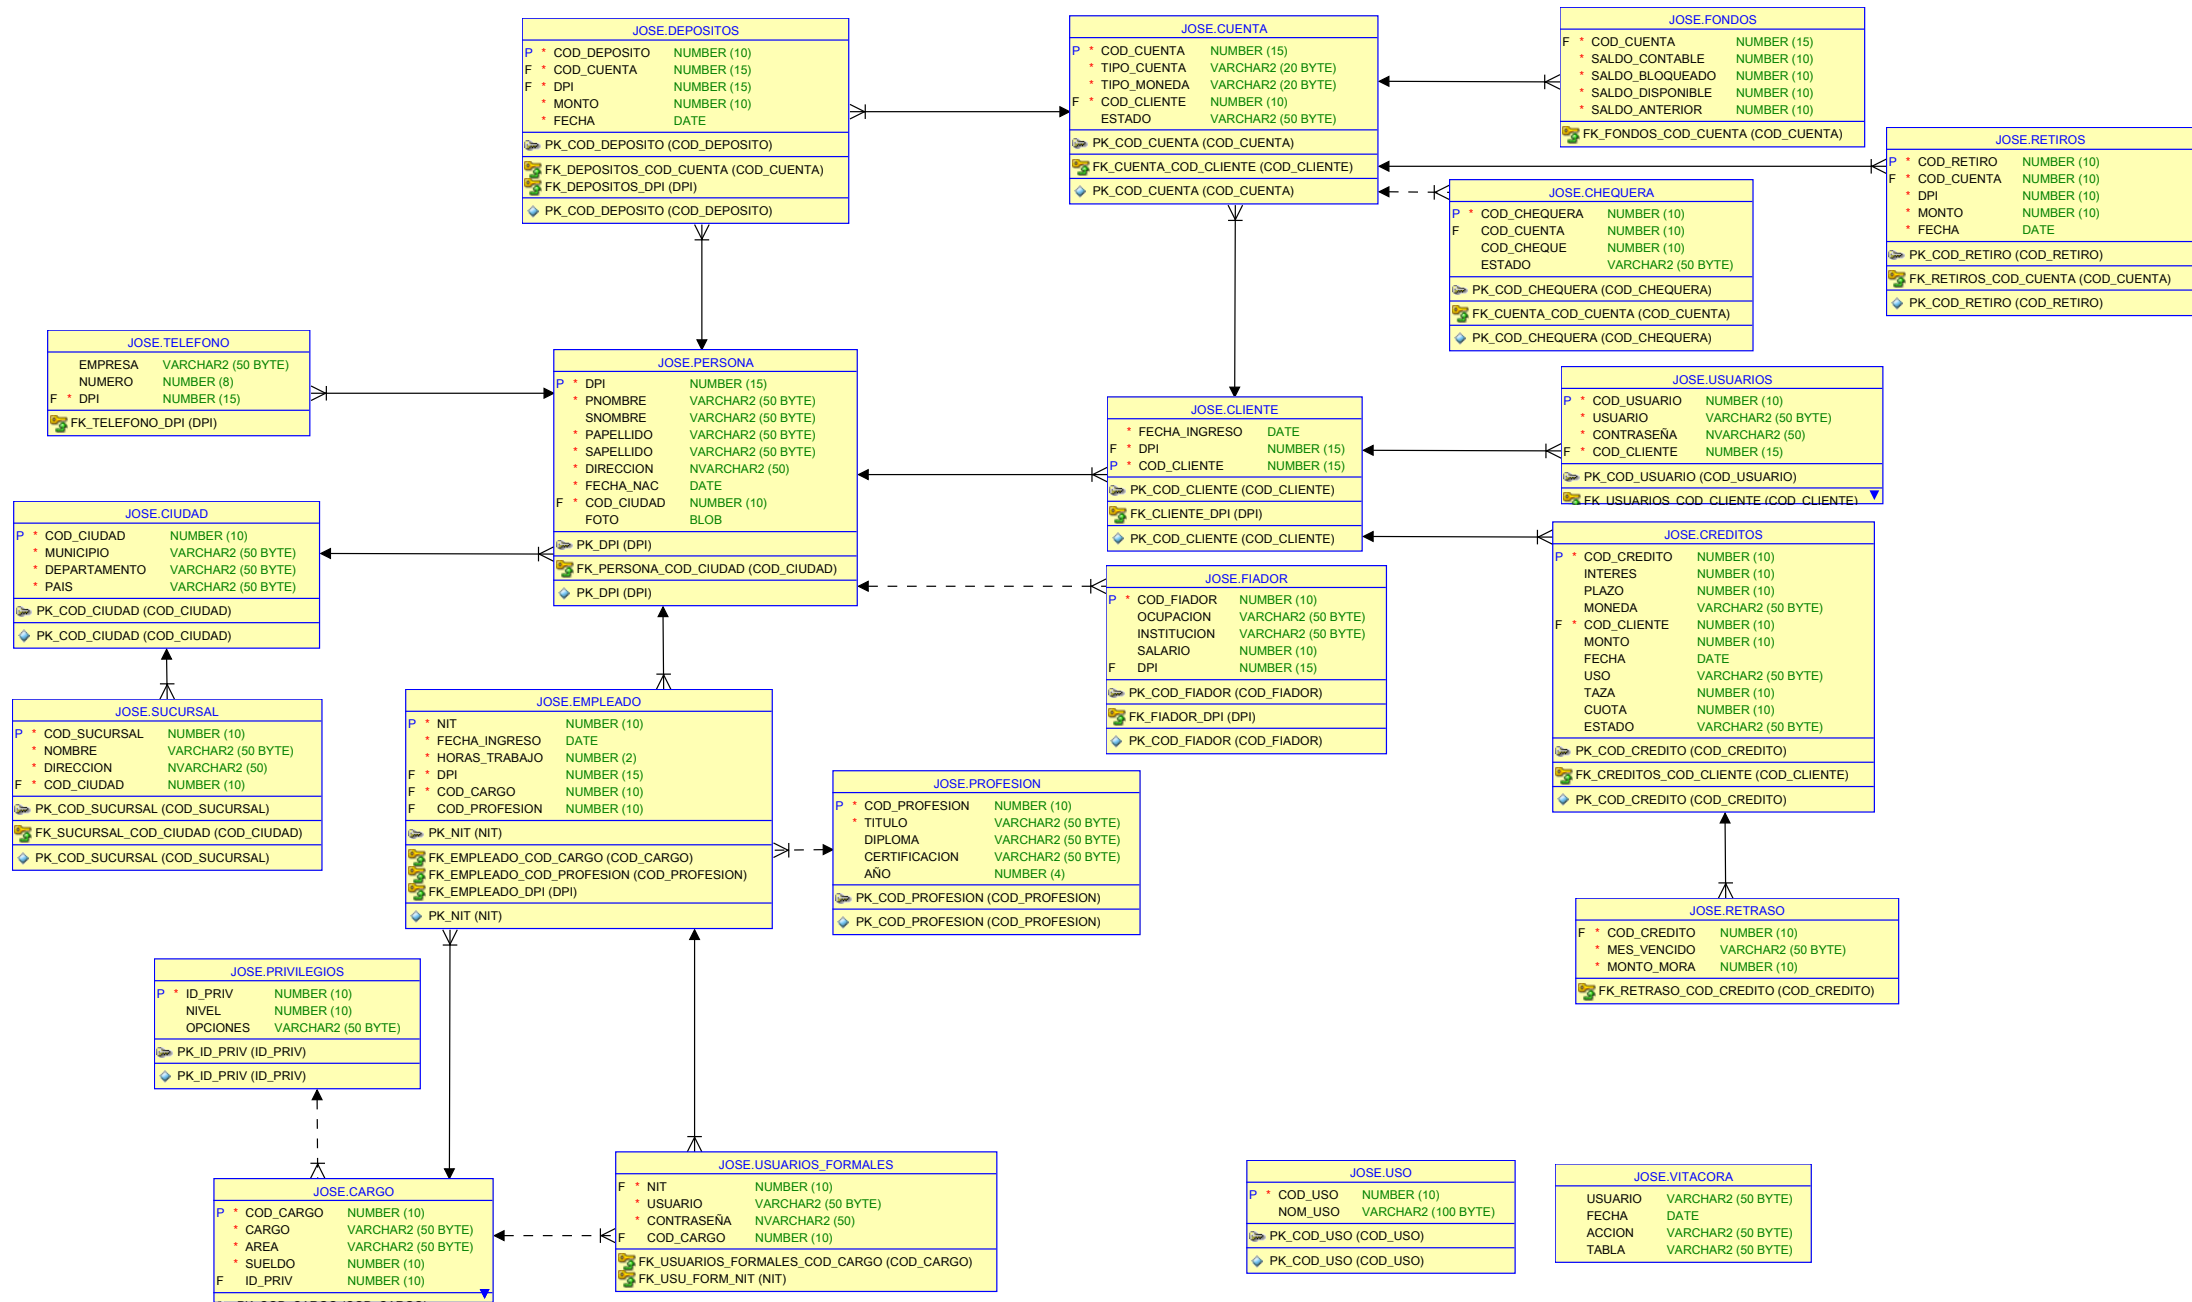 JOSE.DEPOSITOS
P * COD_DEPOSITO NUMBER (10)
F * COD_CUENTA NUMBER (15)
F * DPI NUMBER (15)
* MONTO NUMBER (10)
* FECHA DATE
PK_COD_DEPOSITO (COD_DEPOSITO)
FK_DEPOSITOS_COD_CUENTA (COD_CUENTA)
FK_DEPOSITOS_DPI (DPI)
PK_COD_DEPOSITO (COD_DEPOSITO)
JOSE.CUENTA
P * COD_CUENTA NUMBER (15)
* TIPO_CUENTA VARCHAR2 (20 BYTE)
* TIPO_MONEDA VARCHAR2 (20 BYTE)
F * COD_CLIENTE NUMBER (10)
ESTADO VARCHAR2 (50 BYTE)
PK_COD_CUENTA (COD_CUENTA)
FK_CUENTA_COD_CLIENTE (COD_CLIENTE)
PK_COD_CUENTA (COD_CUENTA)
JOSE.FONDOS
F * COD_CUENTA NUMBER (15)
* SALDO_CONTABLE NUMBER (10)
* SALDO_BLOQUEADO NUMBER (10)
* SALDO_DISPONIBLE NUMBER (10)
* SALDO_ANTERIOR NUMBER (10)
FK_FONDOS_COD_CUENTA (COD_CUENTA)
JOSE.RETIROS
P * COD_RETIRO NUMBER (10)
F * COD_CUENTA NUMBER (10)
* DPI NUMBER (10)
* MONTO NUMBER (10)
* FECHA DATE
PK_COD_RETIRO (COD_RETIRO)
FK_RETIROS_COD_CUENTA (COD_CUENTA)
PK_COD_RETIRO (COD_RETIRO)
JOSE.CHEQUERA
P * COD_CHEQUERA NUMBER (10)
F COD_CUENTA NUMBER (10)
COD_CHEQUE NUMBER (10)
ESTADO VARCHAR2 (50 BYTE)
PK_COD_CHEQUERA (COD_CHEQUERA)
FK_CUENTA_COD_CUENTA (COD_CUENTA)
PK_COD_CHEQUERA (COD_CHEQUERA)
JOSE.TELEFONO
EMPRESA VARCHAR2 (50 BYTE)
NUMERO NUMBER (8)
F * DPI NUMBER (15)
FK_TELEFONO_DPI (DPI)
JOSE.PERSONA
P * DPI NUMBER (15)
* PNOMBRE VARCHAR2 (50 BYTE)
SNOMBRE VARCHAR2 (50 BYTE)
* PAPELLIDO VARCHAR2 (50 BYTE)
* SAPELLIDO VARCHAR2 (50 BYTE)
* DIRECCION NVARCHAR2 (50)
* FECHA_NAC DATE
F * COD_CIUDAD NUMBER (10)
FOTO BLOB
PK_DPI (DPI)
FK_PERSONA_COD_CIUDAD (COD_CIUDAD)
PK_DPI (DPI)
JOSE.CLIENTE
* FECHA_INGRESO DATE
F * DPI NUMBER (15)
P * COD_CLIENTE NUMBER (15)
PK_COD_CLIENTE (COD_CLIENTE)
FK_CLIENTE_DPI (DPI)
PK_COD_CLIENTE (COD_CLIENTE)
JOSE.USUARIOS
P * COD_USUARIO NUMBER (10)
* USUARIO VARCHAR2 (50 BYTE)
* CONTRASEÑA NVARCHAR2 (50)
F * COD_CLIENTE NUMBER (15)
PK_COD_USUARIO (COD_USUARIO)
FK_USUARIOS_COD_CLIENTE (COD_CLIENTE)
JOSE.CIUDAD
P * COD_CIUDAD NUMBER (10)
* MUNICIPIO VARCHAR2 (50 BYTE)
* DEPARTAMENTO VARCHAR2 (50 BYTE)
* PAIS VARCHAR2 (50 BYTE)
PK_COD_CIUDAD (COD_CIUDAD)
PK_COD_CIUDAD (COD_CIUDAD)
JOSE.CREDITOS
P * COD_CREDITO NUMBER (10)
INTERES NUMBER (10)
PLAZO NUMBER (10)
MONEDA VARCHAR2 (50 BYTE)
F * COD_CLIENTE NUMBER (10)
MONTO NUMBER (10)
FECHA DATE
USO VARCHAR2 (50 BYTE)
TAZA NUMBER (10)
CUOTA NUMBER (10)
ESTADO VARCHAR2 (50 BYTE)
PK_COD_CREDITO (COD_CREDITO)
FK_CREDITOS_COD_CLIENTE (COD_CLIENTE)
PK_COD_CREDITO (COD_CREDITO)
JOSE.FIADOR
P * COD_FIADOR NUMBER (10)
OCUPACION VARCHAR2 (50 BYTE)
INSTITUCION VARCHAR2 (50 BYTE)
SALARIO NUMBER (10)
F DPI NUMBER (15)
PK_COD_FIADOR (COD_FIADOR)
FK_FIADOR_DPI (DPI)
PK_COD_FIADOR (COD_FIADOR)
JOSE.SUCURSAL
P * COD_SUCURSAL NUMBER (10)
* NOMBRE VARCHAR2 (50 BYTE)
* DIRECCION NVARCHAR2 (50)
F * COD_CIUDAD NUMBER (10)
PK_COD_SUCURSAL (COD_SUCURSAL)
FK_SUCURSAL_COD_CIUDAD (COD_CIUDAD)
PK_COD_SUCURSAL (COD_SUCURSAL)
JOSE.EMPLEADO
P * NIT NUMBER (10)
* FECHA_INGRESO DATE
* HORAS_TRABAJO NUMBER (2)
F * DPI NUMBER (15)
F * COD_CARGO NUMBER (10)
F COD_PROFESION NUMBER (10)
PK_NIT (NIT)
FK_EMPLEADO_COD_CARGO (COD_CARGO)
FK_EMPLEADO_COD_PROFESION (COD_PROFESION)
FK_EMPLEADO_DPI (DPI)
PK_NIT (NIT)
JOSE.PROFESION
P * COD_PROFESION NUMBER (10)
* TITULO VARCHAR2 (50 BYTE)
DIPLOMA VARCHAR2 (50 BYTE)
CERTIFICACION VARCHAR2 (50 BYTE)
AÑO NUMBER (4)
PK_COD_PROFESION (COD_PROFESION)
PK_COD_PROFESION (COD_PROFESION)
JOSE.RETRASO
F * COD_CREDITO NUMBER (10)
* MES_VENCIDO VARCHAR2 (50 BYTE)
* MONTO_MORA NUMBER (10)
FK_RETRASO_COD_CREDITO (COD_CREDITO)
JOSE.PRIVILEGIOS
P * ID_PRIV NUMBER (10)
NIVEL NUMBER (10)
OPCIONES VARCHAR2 (50 BYTE)
PK_ID_PRIV (ID_PRIV)
PK_ID_PRIV (ID_PRIV)
JOSE.CARGO
P * COD_CARGO NUMBER (10)
* CARGO VARCHAR2 (50 BYTE)
* AREA VARCHAR2 (50 BYTE)
* SUELDO NUMBER (10)
F ID_PRIV NUMBER (10)
JOSE.USUARIOS_FORMALES
F * NIT NUMBER (10)
* USUARIO VARCHAR2 (50 BYTE)
* CONTRASEÑA NVARCHAR2 (50)
F COD_CARGO NUMBER (10)
FK_USUARIOS_FORMALES_COD_CARGO (COD_CARGO)
FK_USU_FORM_NIT (NIT)
JOSE.USO
P * COD_USO NUMBER (10)
NOM_USO VARCHAR2 (100 BYTE)
PK_COD_USO (COD_USO)
PK_COD_USO (COD_USO)
JOSE.VITACORA
USUARIO VARCHAR2 (50 BYTE)
FECHA DATE
ACCION VARCHAR2 (50 BYTE)
TABLA VARCHAR2 (50 BYTE)